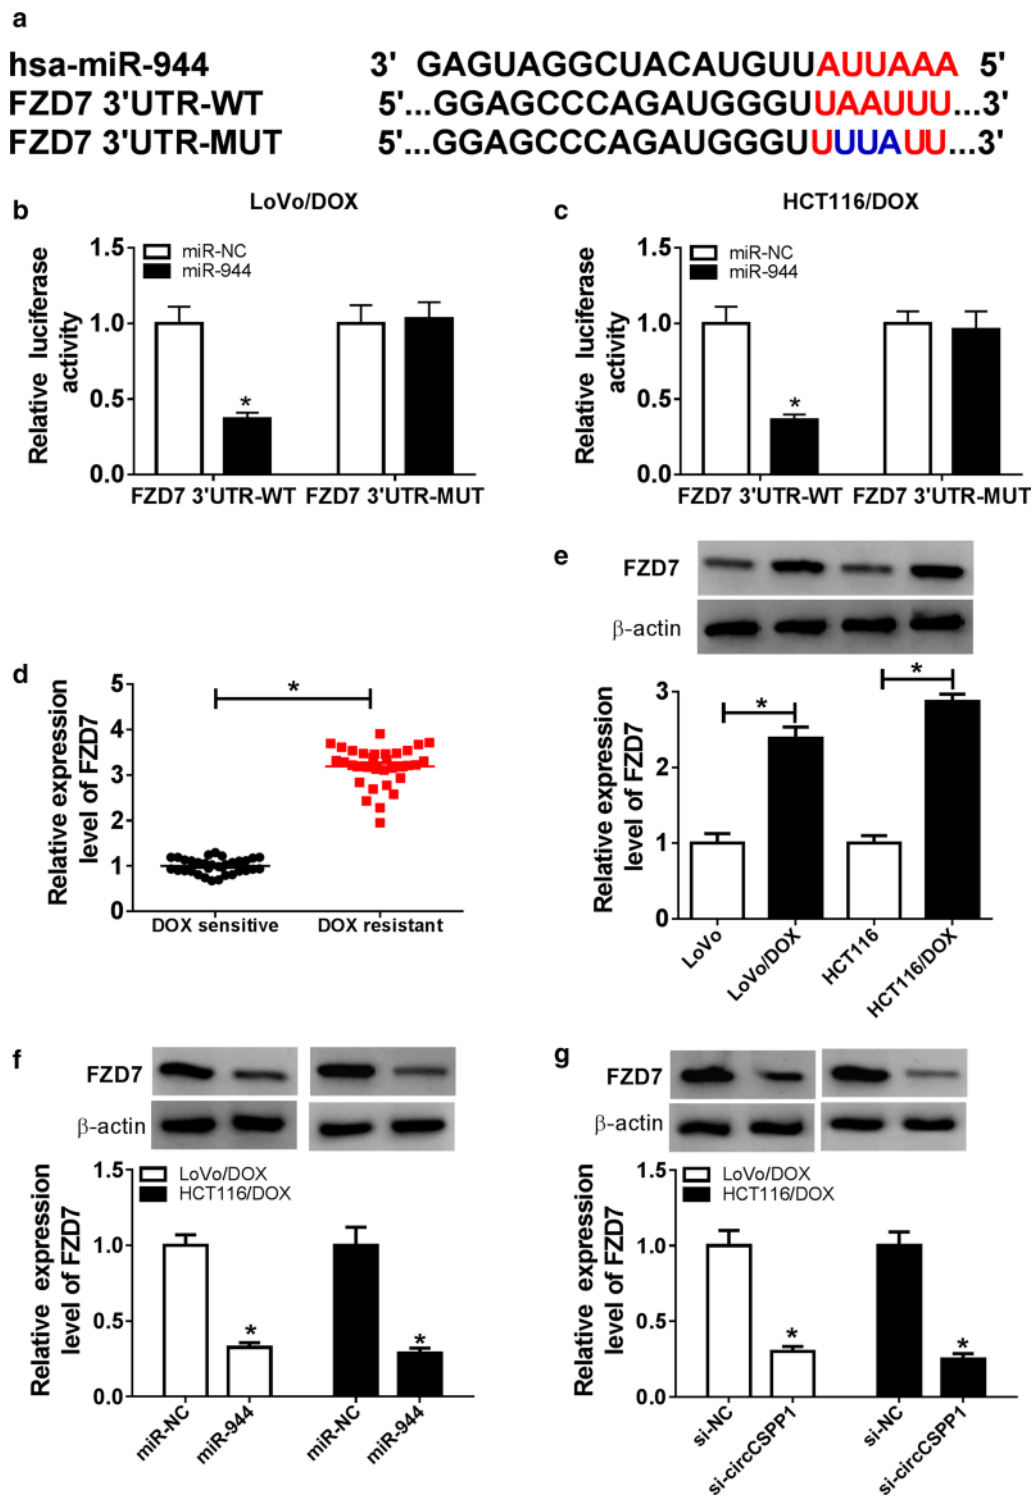 a
hsa-miR-944 3' GAGUAGGCUACAUGUUAUUAAA 5'
FZD7 3'UTR-WT 5'...GGAGCCCAGAUGGGUUAAUUU...3'
FZD7 3'UTR-MUT 5'...GGAGCCCAGAUGGGUUUUAUU...3'
b
LoVo/DOX
Relative luciferase activity
1.5
1.0
0.5
0.0
miR-NC
miR-944
*
FZD7 3'UTR-WT FZD7 3'UTR-MUT
c
HCT116/DOX
Relative luciferase activity
1.5
1.0
0.5
0.0
miR-NC
miR-944
*
FZD7 3'UTR-WT FZD7 3'UTR-MUT
d
Relative expression level of FZD7
5
4
3
2
1
0
*
DOX sensitive DOX resistant
e
FZD7
β-actin
Relative expression level of FZD7
3
2
1
0
*
*
LoVo
LoVo/DOX
HCT116
HCT116/DOX
f
FZD7
β-actin
Relative expression level of FZD7
1.5
1.0
0.5
0.0
LoVo/DOX
HCT116/DOX
*
*
miR-NC
miR-944
miR-NC
miR-944
g
FZD7
β-actin
Relative expression level of FZD7
1.5
1.0
0.5
0.0
LoVo/DOX
HCT116/DOX
*
*
si-NC
si-circCSPP1
si-NC
si-circCSPP1